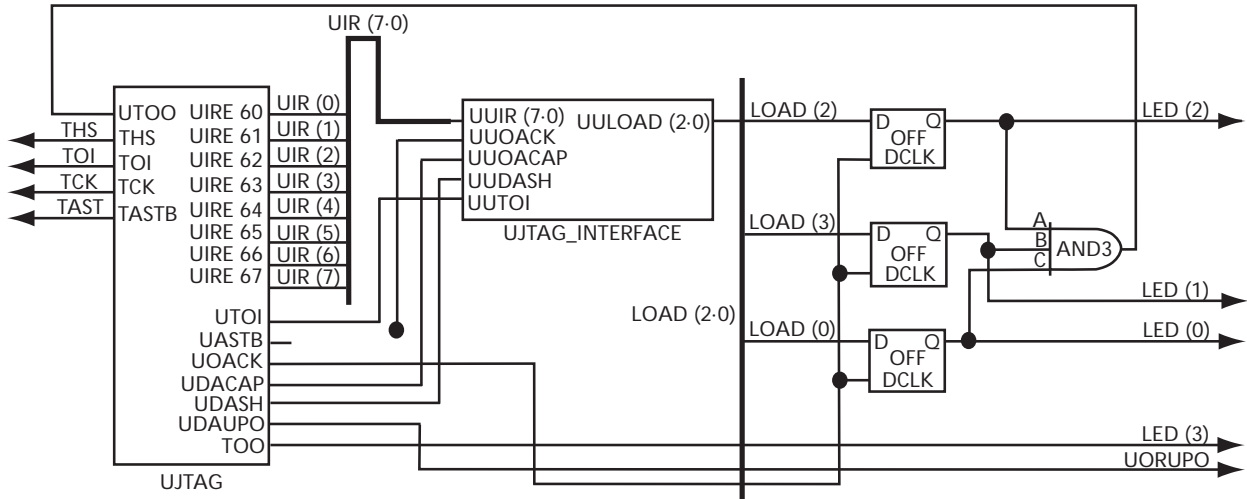 UIR (7·0)
UTOO
THS
TOI
TCK
TASTB
UIRE 60
UIRE 61
UIRE 62
UIRE 63
UIRE 64
UIRE 65
UIRE 66
UIRE 67
UTOI
UASTB
UOACK
UDACAP
UDASH
UDAUPO
TOO
UJTAG
THS
TOI
TCK
TAST
UIR (0)
UIR (1)
UIR (2)
UIR (3)
UIR (4)
UIR (5)
UIR (6)
UIR (7)
UUIR (7·0)
UUOACK
UUOACAP
UUDASH
UUTOI
UULOAD (2·0)
UJTAG_INTERFACE
LOAD (2)
LOAD (3)
LOAD (2·0)
LOAD (0)
D Q
OFF
DCLK
D Q
OFF
DCLK
D Q
OFF
DCLK
A
B
C
AND3
LED (2)
LED (1)
LED (0)
LED (3)
UORUPO